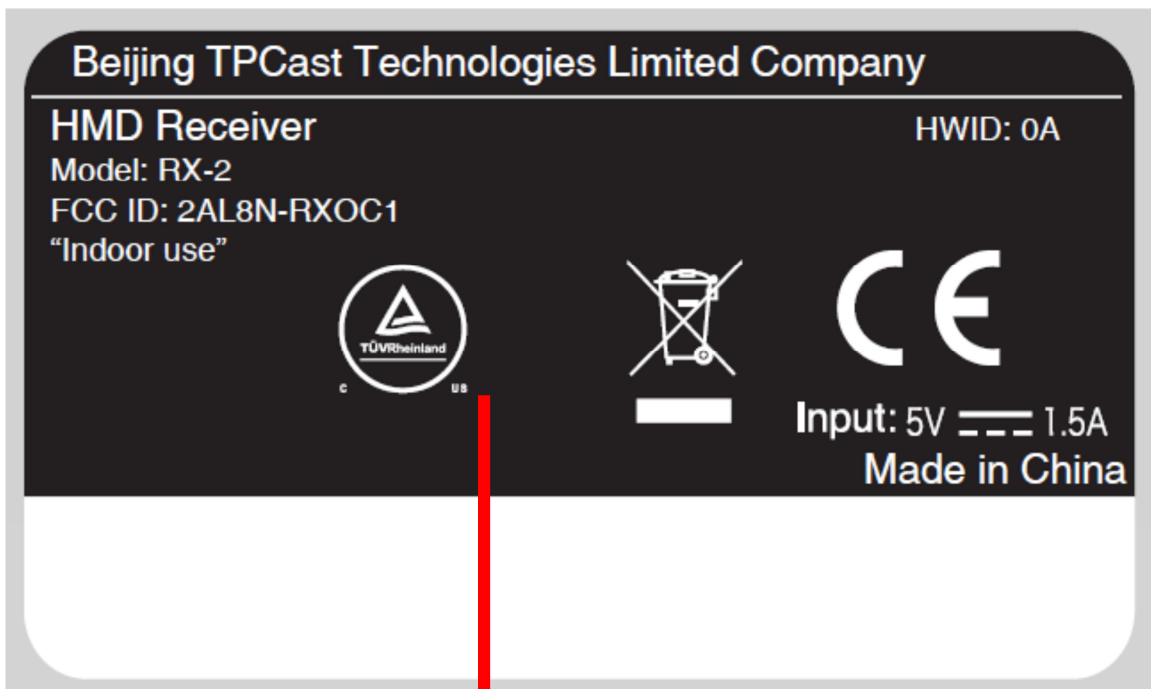 Beijing TPCast Technologies Limited Company
HMD Receiver
HWID: 0A
Model: RX-2
FCC ID: 2AL8N-RXOC1
“Indoor use”
TÜVRheinland
C US
CE
Input: 5V 1.5A
Made in China